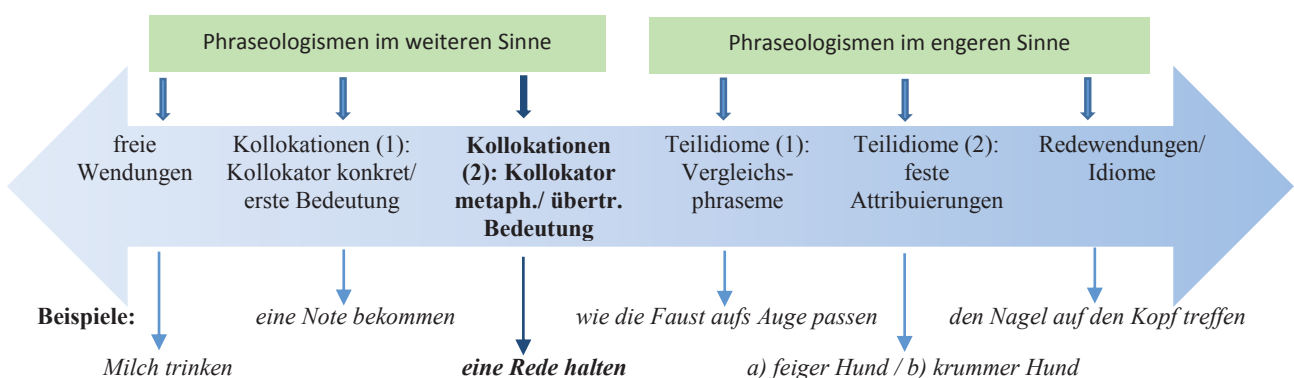 Phraseologismen im weiteren Sinne
Phraseologismen im engeren Sinne
freie
Wendungen
Kollokationen (1):
Kollokator konkret/
erste Bedeutung
Kollokationen
(2): Kollokator
metaph./ übertr.
Bedeutung
Teilidiome (1):
Vergleichs-
phraseme
Teilidiome (2):
feste
Attribuierungen
Redewendungen/
Idiome
Beispiele:
eine Note bekommen
wie die Faust aufs Auge passen
den Nagel auf den Kopf treffen
Milch trinken
eine Rede halten
a) feiger Hund / b) krummer Hund